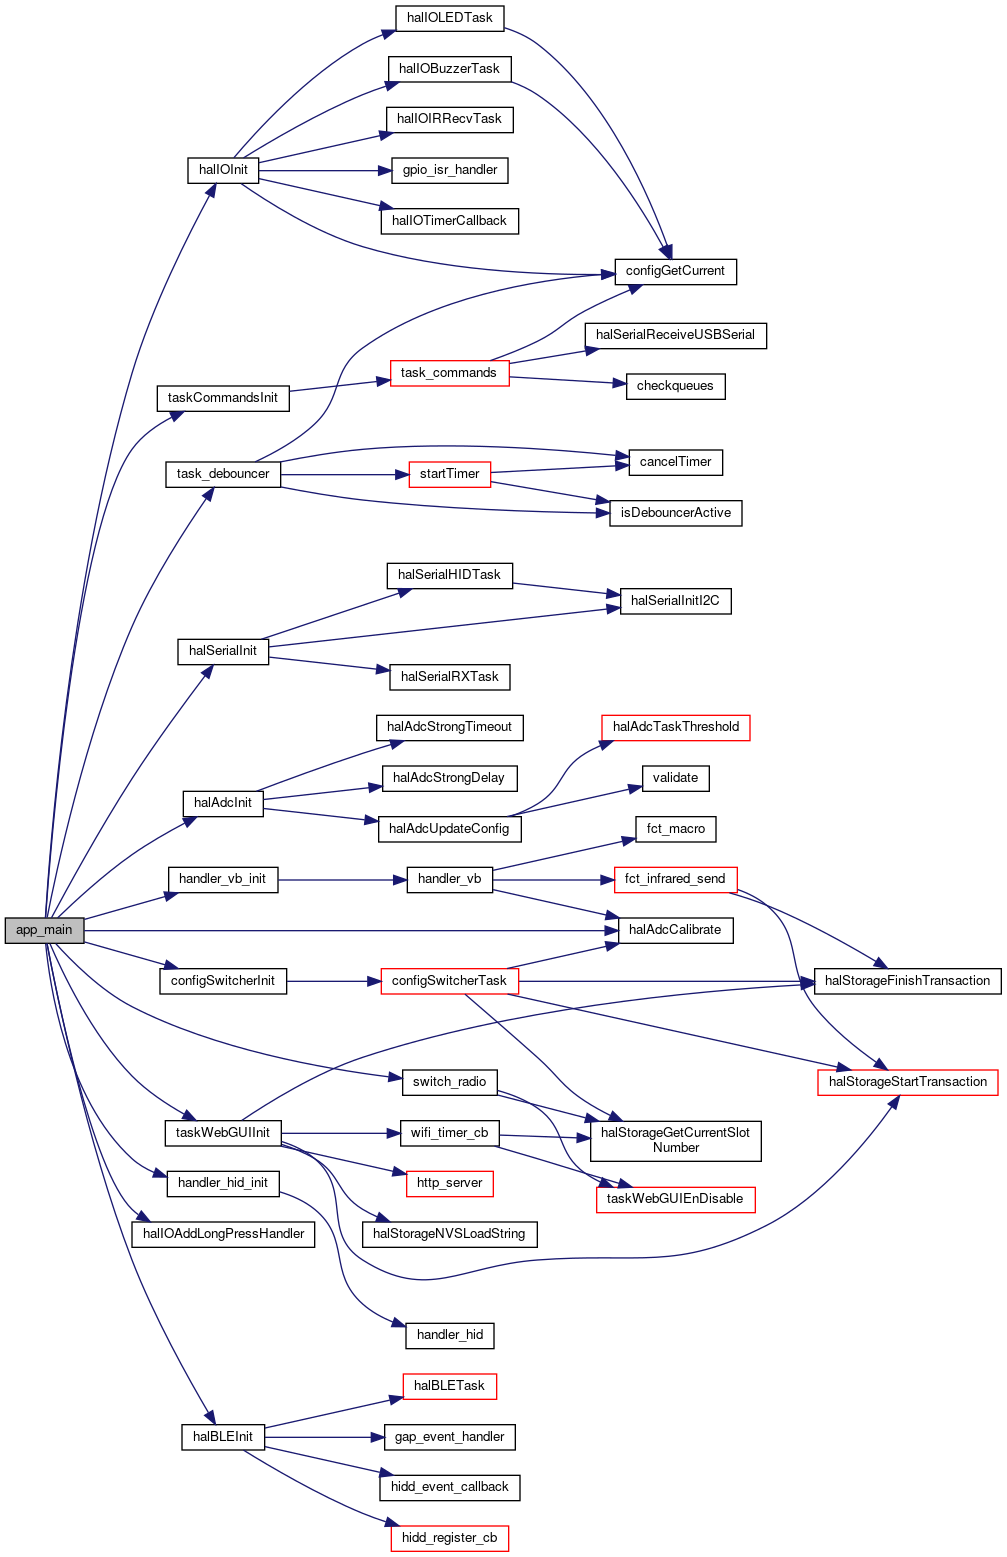 halIOLEDTask
halIOBuzzerTask
halIOIRRecvTask
halIOInit
gpio_isr_handler
halIOTimerCallback
configGetCurrent
halSerialReceiveUSBSerial
task_commands
checkqueues
taskCommandsInit
cancelTimer
task_debouncer
startTimer
isDebouncerActive
halSerialHIDTask
halSerialInitI2C
halSerialInit
halSerialRXTask
halAdcStrongTimeout
halAdcTaskThreshold
halAdcStrongDelay
validate
halAdcInit
halAdcUpdateConfig
fct_macro
handler_vb_init
handler_vb
fct_infrared_send
app_main
halAdcCalibrate
configSwitcherInit
configSwitcherTask
halStorageFinishTransaction
switch_radio
halStorageStartTransaction
taskWebGUIInit
wifi_timer_cb
halStorageGetCurrentSlot
Number
handler_hid_init
http_server
taskWebGUIEnDisable
halIOAddLongPressHandler
halStorageNVSLoadString
handler_hid
halBLETask
halBLEInit
gap_event_handler
hidd_event_callback
hidd_register_cb